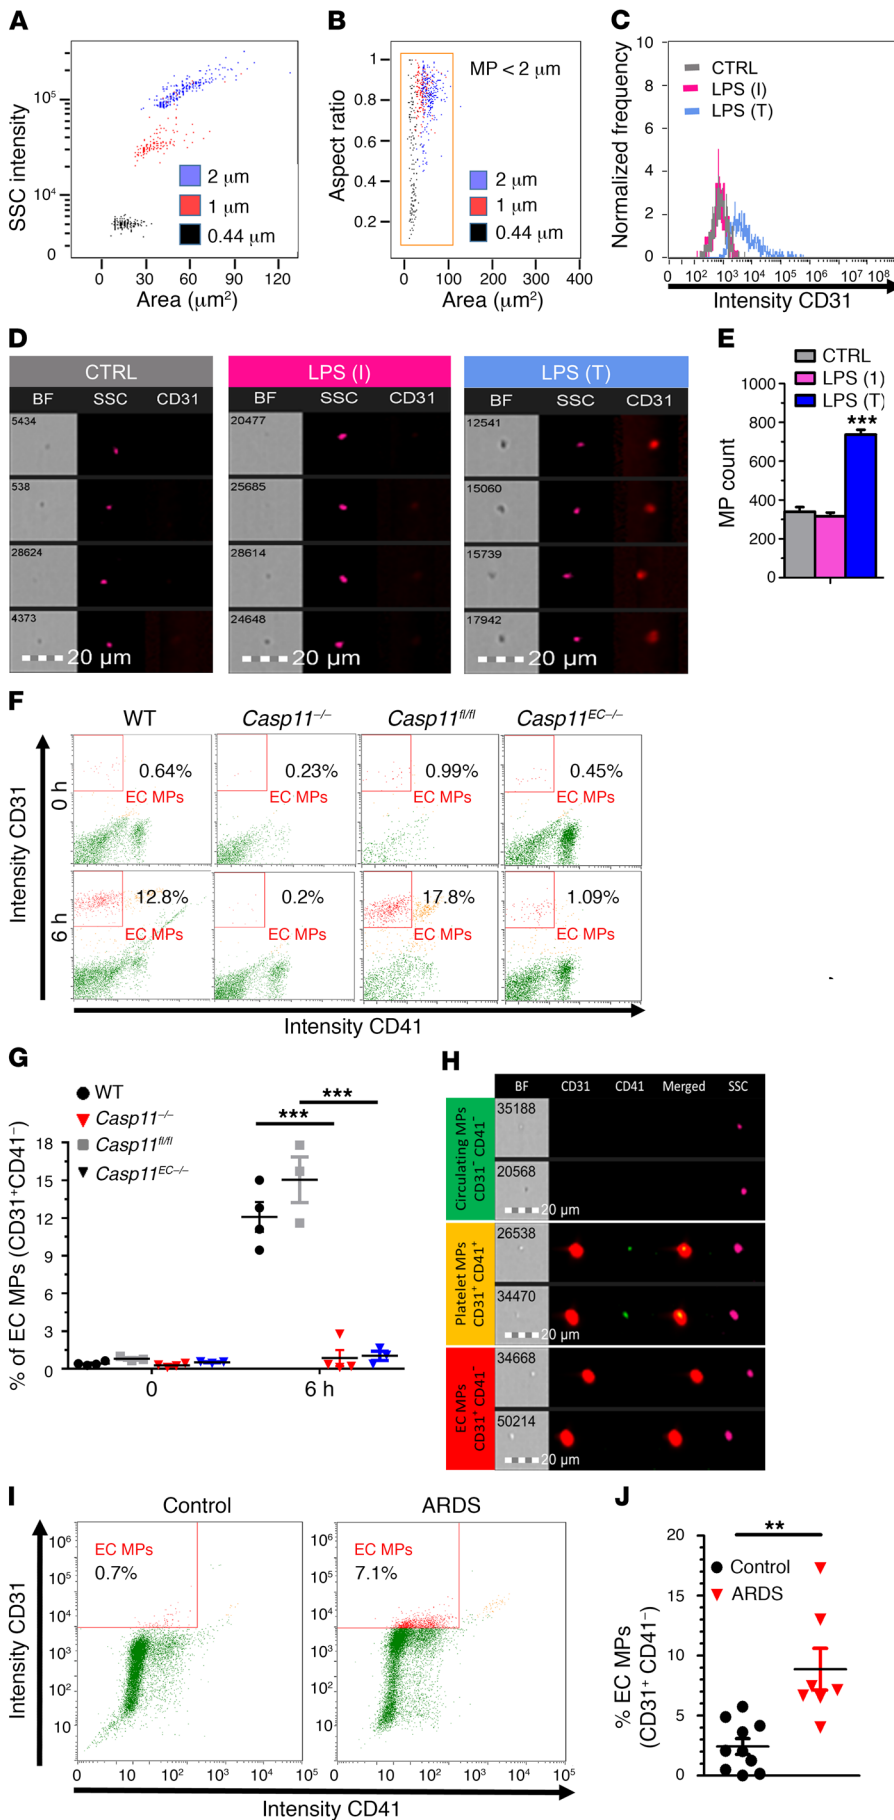 A
SSC intensity
10⁵
10⁴
0
2 µm
1 µm
0.44 µm
0 30 60 90 120
Area (µm²)
B
Aspect ratio
1
0.8
0.6
0.4
0.2
MP < 2 µm
2 µm
1 µm
0.44 µm
0 100 200 300 400
Area (µm²)
C
Normalized frequency
10
8
6
4
2
0
CTRL
LPS (I)
LPS (T)
0 10² 10³ 10⁴ 10⁵ 10⁶ 10⁷ 10⁸
Intensity CD31
D
CTRL
BF SSC CD31
5434
538
28624
4373
20 µm
LPS (I)
BF SSC CD31
20477
25685
28614
24648
20 µm
LPS (T)
BF SSC CD31
12541
15060
15739
17942
20 µm
E
CTRL
LPS (1)
LPS (T)
MP count
1000
800
600
400
200
0
***
F
WT Casp11⁻/⁻ Casp11fl/fl Casp11EC−/−
Intensity CD31
0 h
0.64% 0.23% 0.99% 0.45%
EC MPs EC MPs EC MPs EC MPs
6 h
12.8% 0.2% 17.8% 1.09%
EC MPs EC MPs EC MPs EC MPs
Intensity CD41
G
WT
Casp11⁻/⁻
Casp11fl/fl
Casp11EC−/−
% of EC MPs (CD31⁺CD41⁻)
18
15
12
9
6
3
0
***
***
0 6 h
H
BF CD31 CD41 Merged SSC
Circulating MPs
CD31⁻ CD41⁻
35188
20568
20 µm
Platelet MPs
CD31⁺ CD41⁺
26538
34470
20 µm
EC MPs
CD31⁺ CD41⁻
34668
50214
20 µm
I
Control
Intensity CD31
10⁶
10⁵
10⁴
10³
10²
10
EC MPs
0.7%
0 10 10² 10³ 10⁴ 10⁵
ARDS
10⁶
10⁵
10⁴
10³
10²
10
0
EC MPs
7.1%
0 10 10² 10³ 10⁴ 10⁵
Intensity CD41
J
% EC MPs
(CD31⁺ CD41⁻)
20
15
10
5
0
**
Control
ARDS